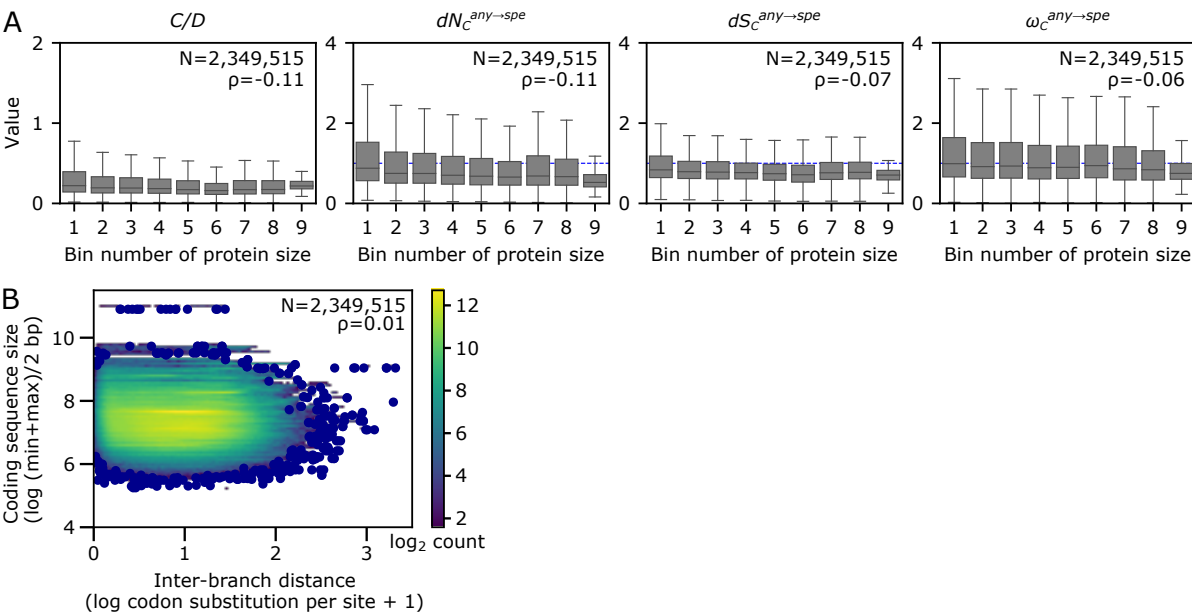 A
C/D
dN_C^any→spe
dS_C^any→spe
ω_C^any→spe
Value
2
1
0
N=2,349,515
ρ=-0.11
1 2 3 4 5 6 7 8 9
Bin number of protein size
4
2
0
N=2,349,515
ρ=-0.11
1 2 3 4 5 6 7 8 9
Bin number of protein size
4
2
0
N=2,349,515
ρ=-0.07
1 2 3 4 5 6 7 8 9
Bin number of protein size
4
2
0
N=2,349,515
ρ=-0.06
1 2 3 4 5 6 7 8 9
Bin number of protein size
B
Coding sequence size
(log (min+max)/2 bp)
10
8
6
4
N=2,349,515
ρ=0.01
0 1 2 3
Inter-branch distance
(log codon substitution per site + 1)
12
10
8
6
4
2
log₂ count